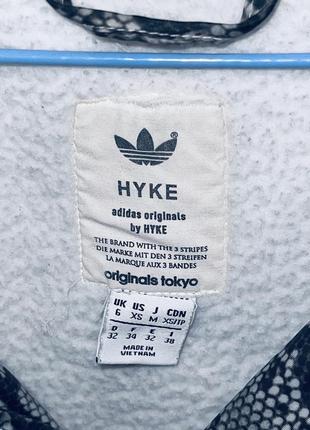 ®
HYKE
adidas originals
by HYKE
THE BRAND WITH THE 3 STRIPES
DIE MARKE MIT DEN 3 STREIFEN
LA MARQUE AUX 3 BANDES
originals tokyo
UK US J CDN
6 XS M XS/TP
D F E I
32 34 32 38
MADE IN
VIETNAM